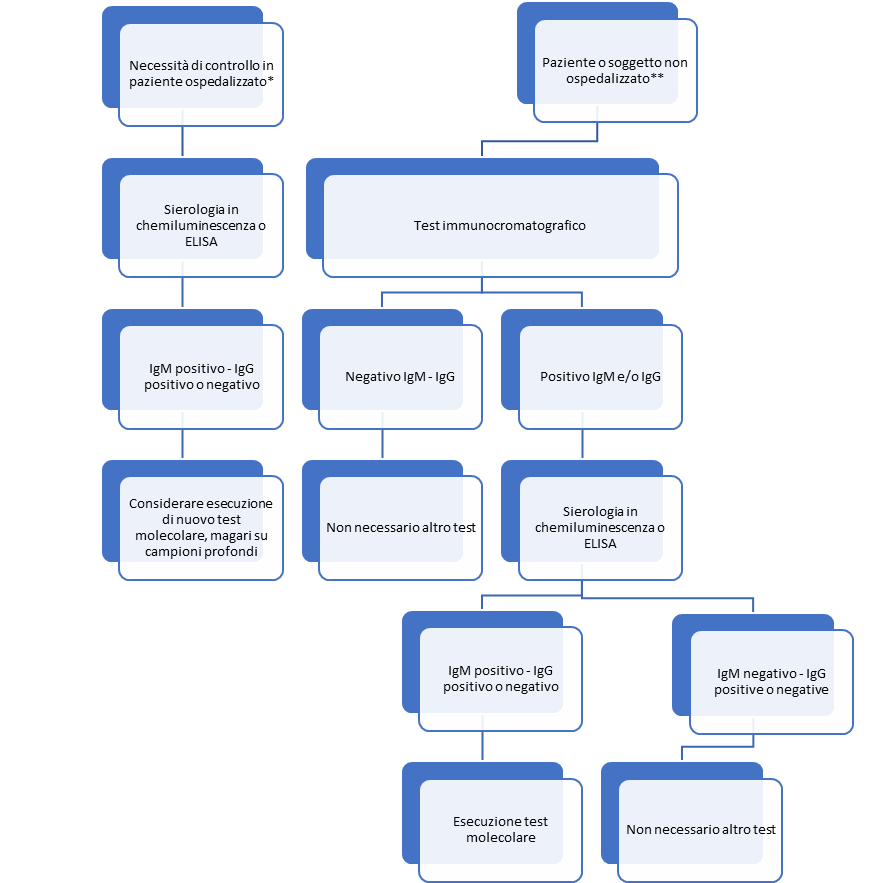 Necessità di controllo in
paziente ospedalizzato*
Paziente o soggetto non
ospedalizzato**
Sierologia in
chemiluminescenza o
ELISA
Test immunocromatografico
IgM positivo - IgG
positivo o negativo
Negativo IgM - IgG
Positivo IgM e/o IgG
Considerare esecuzione
di nuovo test
molecolare, magari su
campioni profondi
Non necessario altro test
Sierologia in
chemiluminescenza o
ELISA
IgM positivo - IgG
positivo o negativo
IgM negativo - IgG
positive o negative
Esecuzione test
molecolare
Non necessario altro test